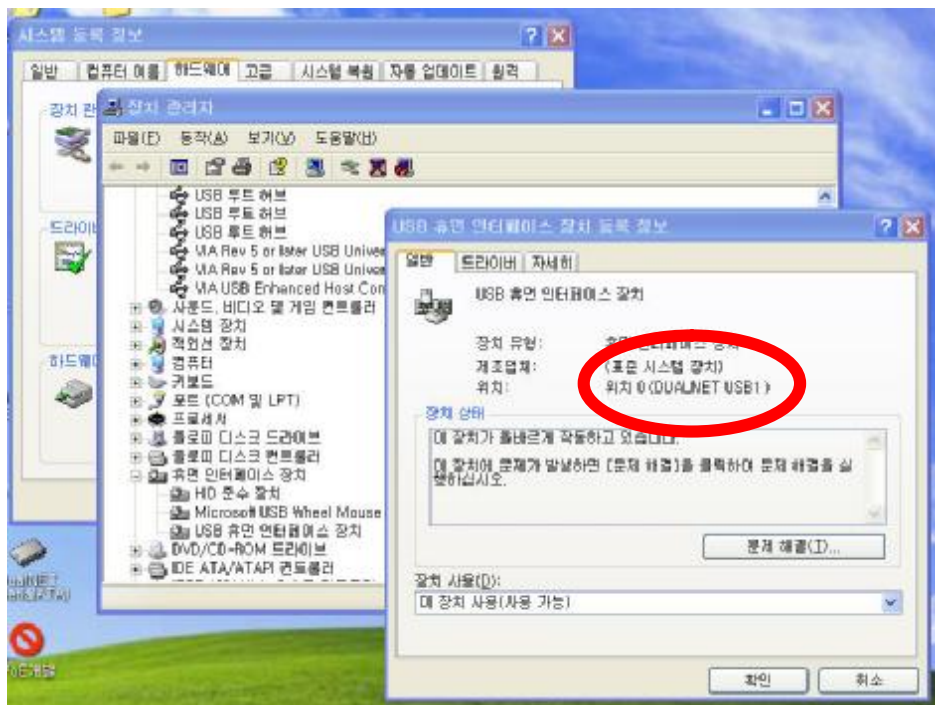 시스템 등록 정보
일반
컴퓨터 이름
하드웨어
고급
시스템 복원
자동 업데이트
원격
장치 관
드라이버
하드웨어
장치 관리자
파일(F)
동작(A)
보기(V)
도움말(H)
USB 루트 허브
USB 루트 허브
USB 루트 허브
VIA Rev 5 or later USB Univer
VIA Rev 5 or later USB Univer
VIA USB Enhanced Host Con
사운드, 비디오 및 게임 컨트롤러
시스템 장치
적외선 장치
컴퓨터
키보드
포트 (COM 및 LPT)
프로세서
플로피 디스크 드라이브
플로피 디스크 컨트롤러
휴먼 인터페이스 장치
HID 준수 장치
Microsoft USB Wheel Mouse
USB 휴먼 인터페이스 장치
DVD/CD-ROM 드라이브
IDE ATA/ATAPI 컨트롤러
USB 휴먼 인터페이스 장치 등록 정보
일반
드라이버
자세히
USB 휴먼 인터페이스 장치
장치 유형:
휴먼 인터페이스 장치
제조업체:
(표준 시스템 장치)
위치:
위치 0 (DUALNET USB1 )
장치 상태
이 장치가 올바르게 작동하고 있습니다.
이 장치에 문제가 발생하면 [문제 해결]을 클릭하여 문제 해결을 실
행하십시오.
문제 해결(T)...
장치 사용(D):
이 장치 사용(사용 가능)
확인
취소